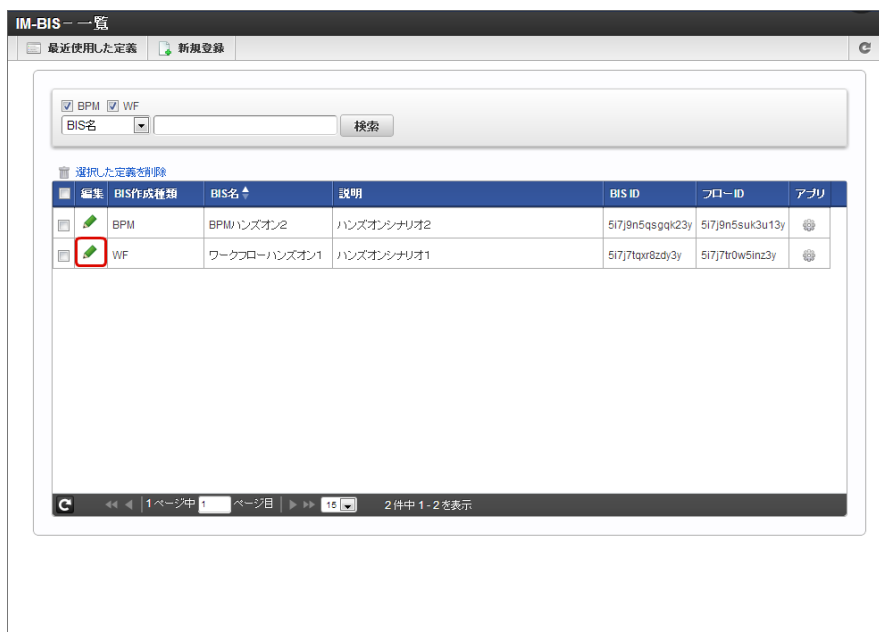 IM-BIS－一覧
最近使用した定義 新規登録
BPM WF
BIS名 検索
選択した定義を削除
編集 BIS作成種類 BIS名 説明 BIS ID フローID アプリ
BPM BPMハンズオン2 ハンズオンシナリオ2 5i7j9n5qsgqk23y 5i7j9n5suk3u13y
WF ワークフローハンズオン1 ハンズオンシナリオ1 5i7j7tqxr8zdy3y 5i7j7tr0w5inz3y
1 ページ中 1 ページ目 15 2 件中 1 - 2 を表示